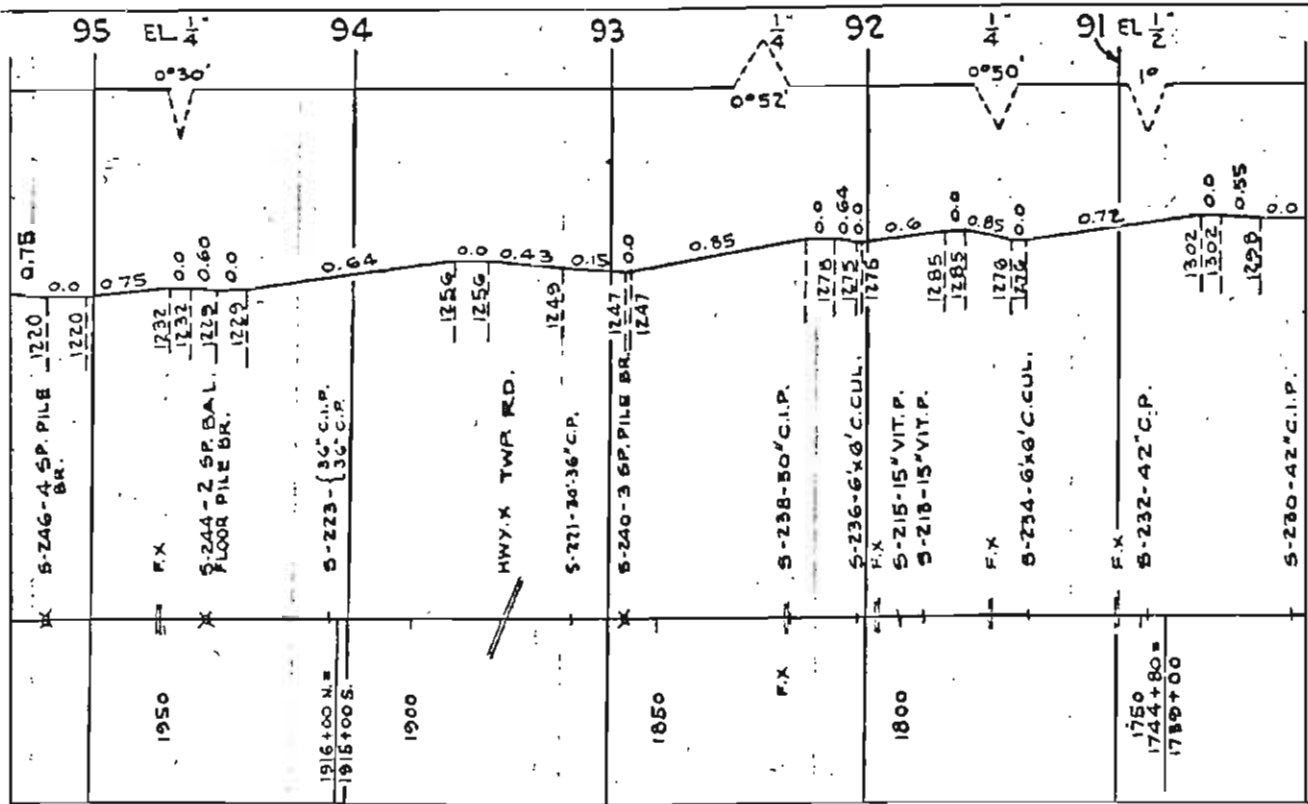 95 EL 1/4" 94 93 1/4" 92 1/4" 91 EL 1/2"
0°30' 0°52' 0°50' 1°
0.75 0.0 0.75 0.0 0.60 0.0 0.64 0.0 0.43 0.15 0.0 0.85 0.0 0.64 0.0 0.6 0.0 0.85 0.0 0.72 0.0 0.55 0.0
1220 1220 1232 1232 1229 1229 1256 1256 1249 1247 1247 1278 1275 1285 1285 1276 1276 1302 1302 1298
S-246-4 SP. PILE
BR.
F.X
S-244-2 SP. BAL.
FLOOR PILE BR.
S-223-{36" C.I.P.
36" C.P.
HWY.X TWP. RD.
S-221-30'-36" C.P.
S-240-3 SP. PILE BR.
S-238-30" C.I.P.
F.X
S-236-6'x6' C.CUL.
F.X
S-215-15" VIT. P.
S-218-15" VIT. P.
F.X
S-234-6'x6' C.CUL.
F.X
S-232-42" C.P.
S-230-42" C.P.
1950
1916+00 N.=
1915+00 S.
1900
1850
1800
1750
1744+80=